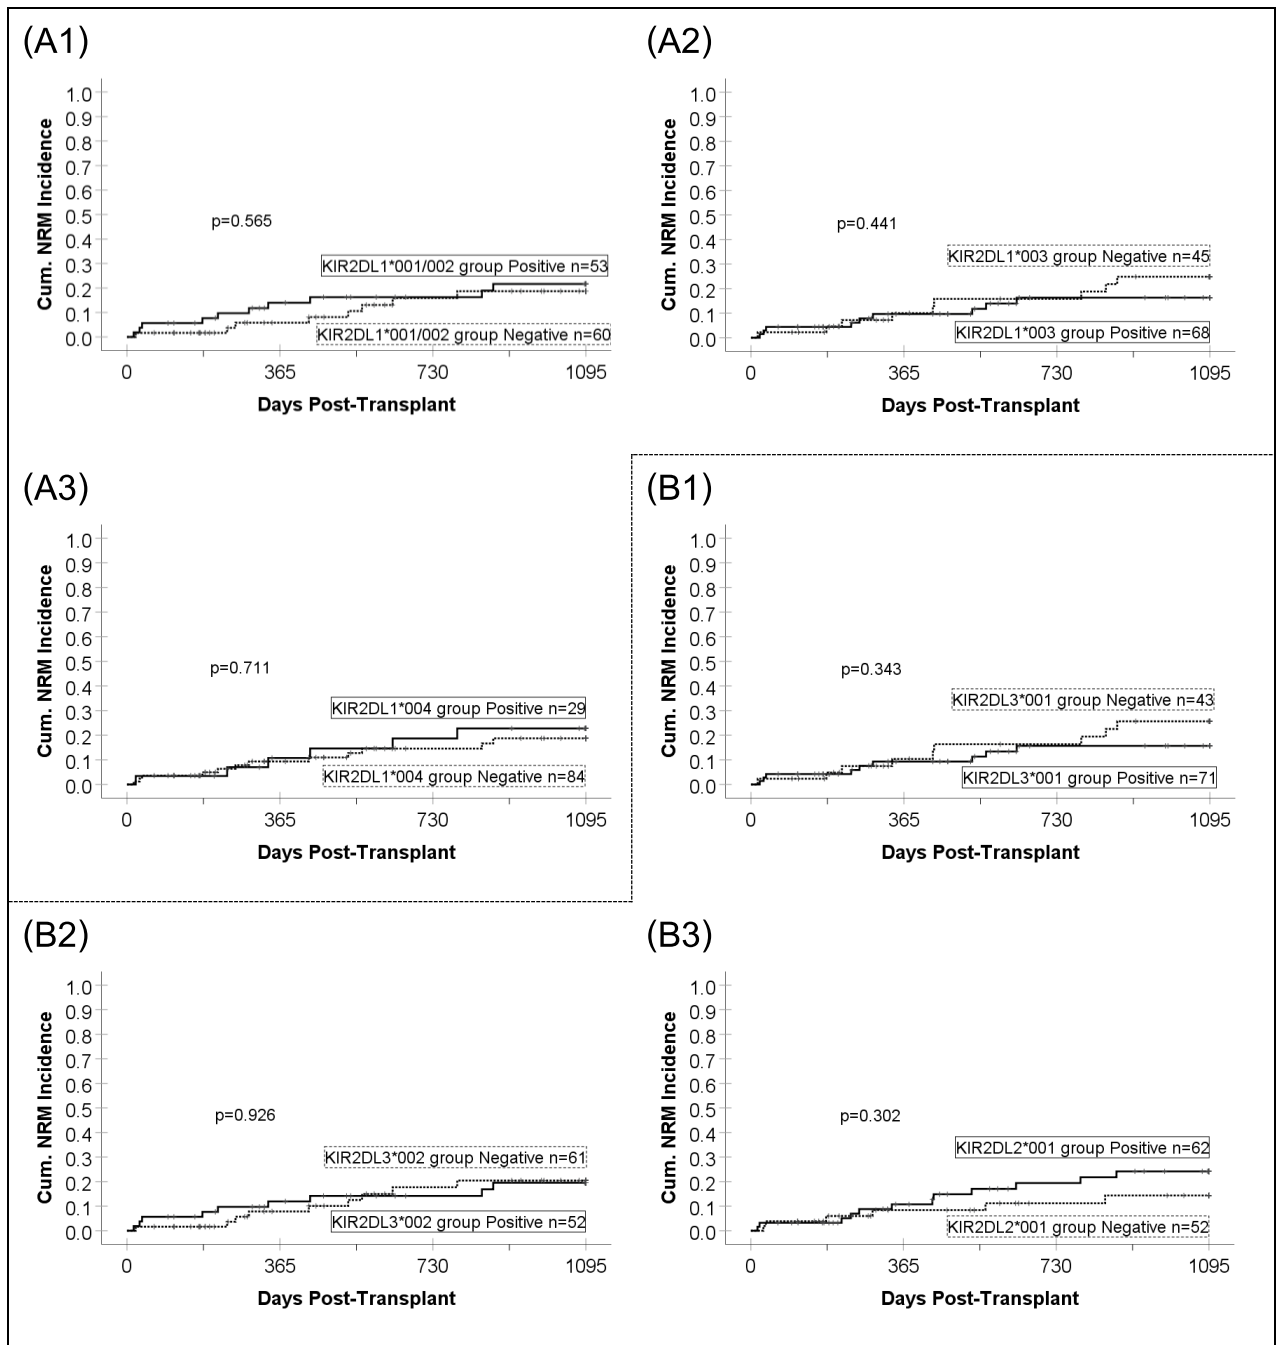 (A1)
Cum. NRM Incidence
1.0
0.9
0.8
0.7
0.6
0.5
0.4
0.3
0.2
0.1
0.0
p=0.565
KIR2DL1*001/002 group Positive n=53
KIR2DL1*001/002 group Negative n=60
0
365
730
1095
Days Post-Transplant
(A2)
Cum. NRM Incidence
1.0
0.9
0.8
0.7
0.6
0.5
0.4
0.3
0.2
0.1
0.0
p=0.441
KIR2DL1*003 group Negative n=45
KIR2DL1*003 group Positive n=68
0
365
730
1095
Days Post-Transplant
(A3)
Cum. NRM Incidence
1.0
0.9
0.8
0.7
0.6
0.5
0.4
0.3
0.2
0.1
0.0
p=0.711
KIR2DL1*004 group Positive n=29
KIR2DL1*004 group Negative n=84
0
365
730
1095
Days Post-Transplant
(B1)
Cum. NRM Incidence
1.0
0.9
0.8
0.7
0.6
0.5
0.4
0.3
0.2
0.1
0.0
p=0.343
KIR2DL3*001 group Negative n=43
KIR2DL3*001 group Positive n=71
0
365
730
1095
Days Post-Transplant
(B2)
Cum. NRM Incidence
1.0
0.9
0.8
0.7
0.6
0.5
0.4
0.3
0.2
0.1
0.0
p=0.926
KIR2DL3*002 group Negative n=61
KIR2DL3*002 group Positive n=52
0
365
730
1095
Days Post-Transplant
(B3)
Cum. NRM Incidence
1.0
0.9
0.8
0.7
0.6
0.5
0.4
0.3
0.2
0.1
0.0
p=0.302
KIR2DL2*001 group Positive n=62
KIR2DL2*001 group Negative n=52
0
365
730
1095
Days Post-Transplant